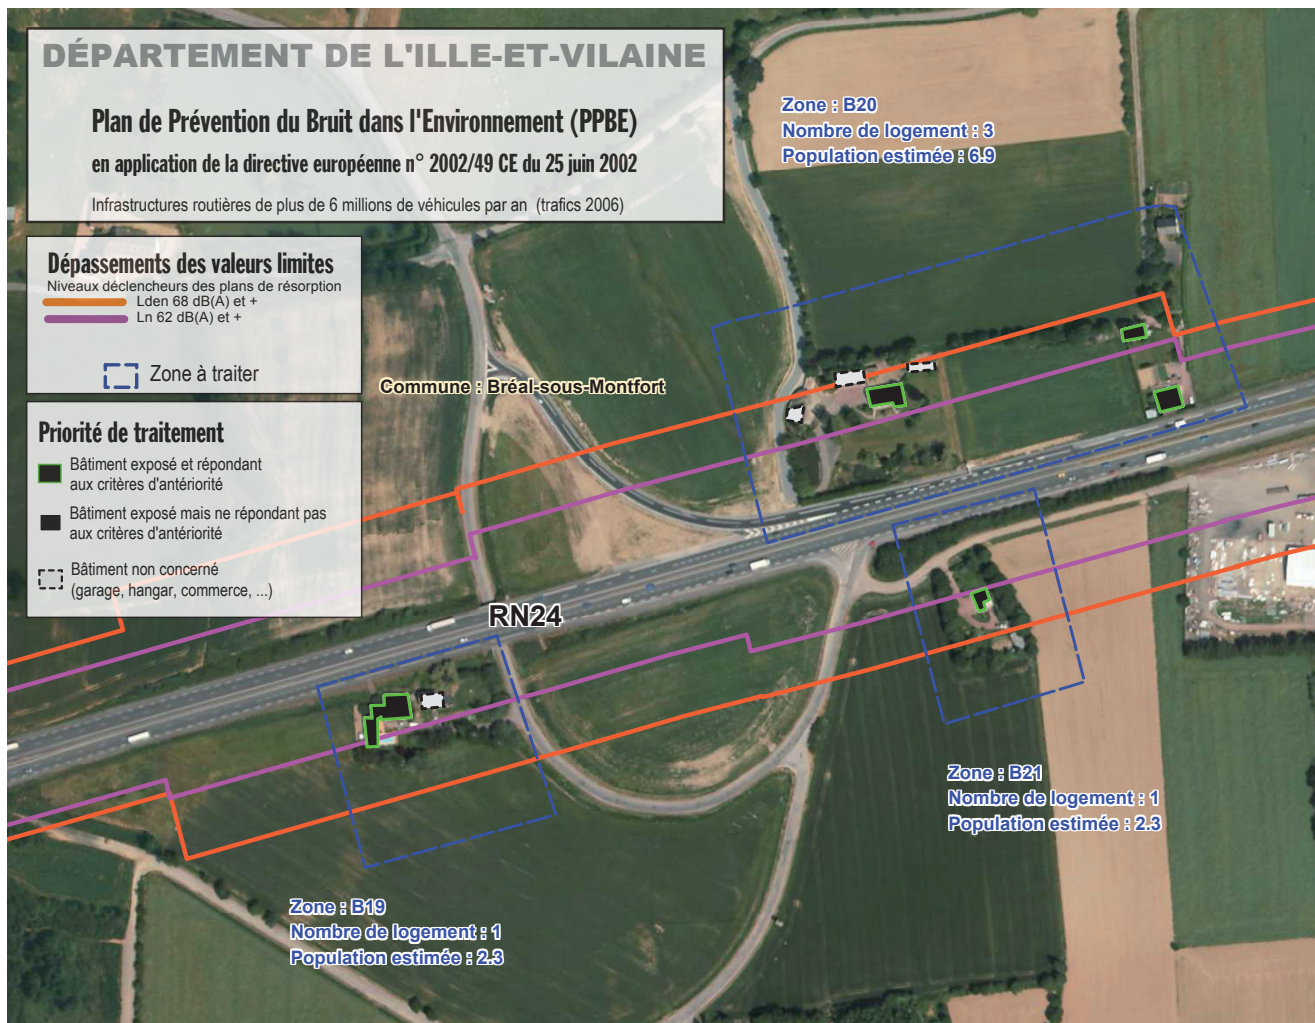 DÉPARTEMENT DE L'ILLE-ET-VILAINE
Plan de Prévention du Bruit dans l'Environnement (PPBE)
en application de la directive européenne n° 2002/49 CE du 25 juin 2002
Infrastructures routières de plus de 6 millions de véhicules par an (trafics 2006)
Dépassements des valeurs limites
Niveaux déclencheurs des plans de résorption
Lden 68 dB(A) et +
Ln 62 dB(A) et +
Zone à traiter
Priorité de traitement
Bâtiment exposé et répondant
aux critères d'antériorité
Bâtiment exposé mais ne répondant pas
aux critères d'antériorité
Bâtiment non concerné
(garage, hangar, commerce, ...)
Zone : B20
Nombre de logement : 3
Population estimée : 6.9
Commune : Bréal-sous-Montfort
RN24
Zone : B21
Nombre de logement : 1
Population estimée : 2.3
Zone : B19
Nombre de logement : 1
Population estimée : 2.3